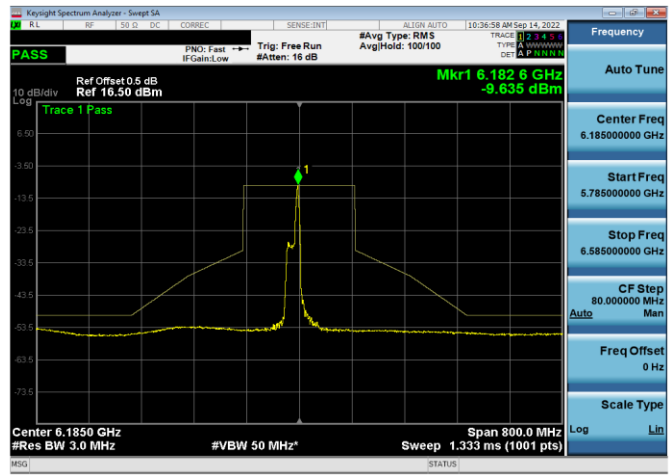 Keysight Spectrum Analyzer - Swept SA
RL RF 50 Ω DC CORREC SENSE:INT ALIGN AUTO 10:36:58 AM Sep 14, 2022
Frequency
PASS
PNO: Fast
IFGain:Low
Trig: Free Run
#Atten: 16 dB
#Avg Type: RMS
Avg|Hold: 100/100
TRACE 1 2 3 4 5 6
TYPE A WWWWW
DET A P N N N N
Auto Tune
Ref Offset 0.5 dB
10 dB/div Ref 16.50 dBm
Log
Mkr1 6.182 6 GHz
-9.635 dBm
Trace 1 Pass
1
6.50
-3.50
-13.5
-23.5
-33.5
-43.5
-53.5
-63.5
-73.5
Center Freq
6.185000000 GHz
Start Freq
5.785000000 GHz
Stop Freq
6.585000000 GHz
CF Step
80.000000 MHz
Auto Man
Freq Offset
0 Hz
Scale Type
Log Lin
Center 6.1850 GHz Span 800.0 MHz
#Res BW 3.0 MHz #VBW 50 MHz* Sweep 1.333 ms (1001 pts)
MSG STATUS